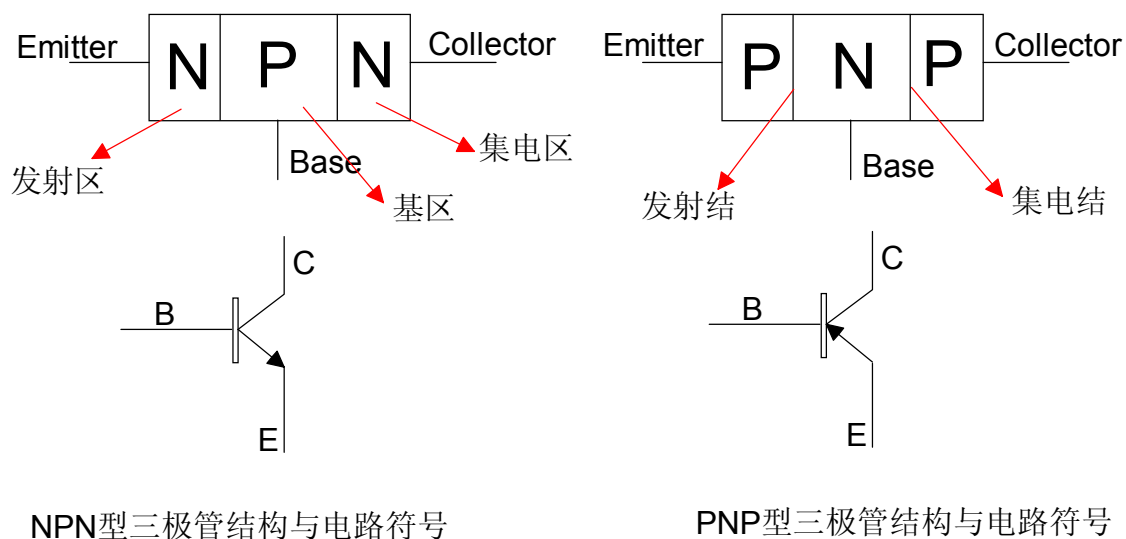 Emitter N P N Collector
发射区 Base 基区 集电区
B C E
NPN型三极管结构与电路符号
Emitter P N P Collector
发射结 Base 集电结
B C E
PNP型三极管结构与电路符号